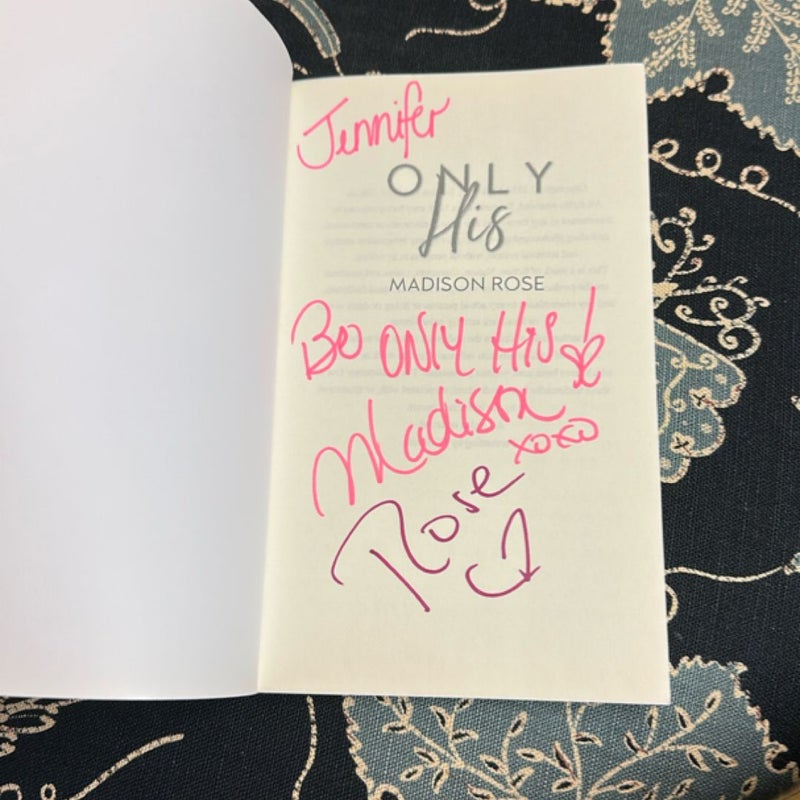 Jennifer
ONLY
His
MADISON ROSE
Be ONLY HiS!
Madison
xoxo
Rose